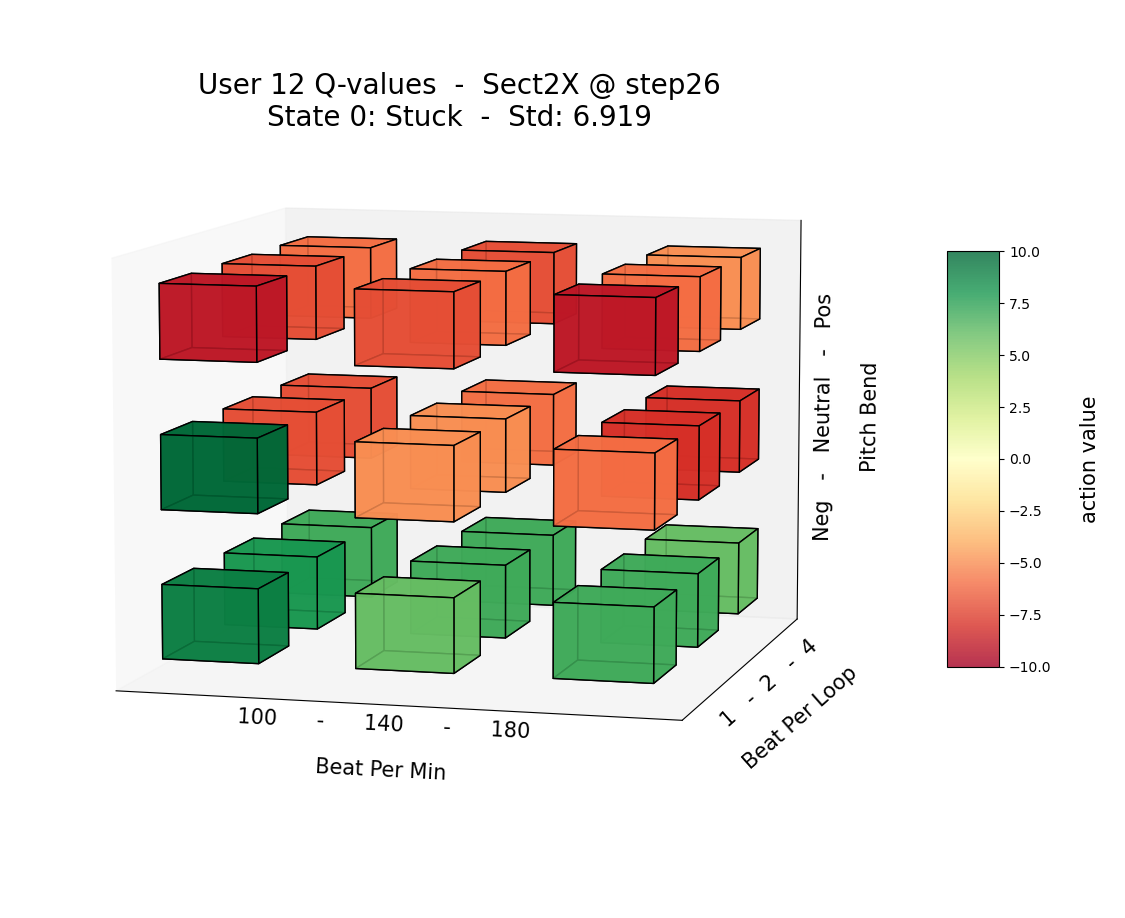 User 12 Q-values  -  Sect2X @ step26
State 0: Stuck  -  Std: 6.919
10.0
7.5
5.0
2.5
0.0
−2.5
−5.0
−7.5
−10.0
action value
Neg  -  Neutral  -  Pos
Pitch Bend
1 - 2 - 4
Beat Per Loop
100 - 140 - 180
Beat Per Min